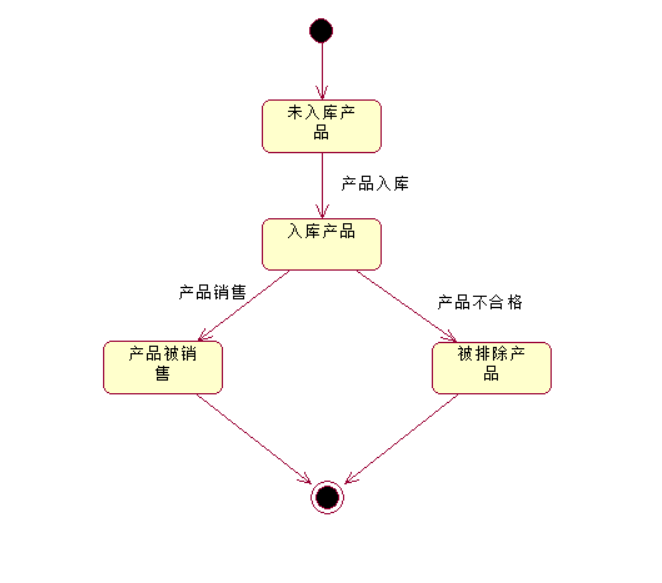 未入库产
品
产品入库
入库产品
产品销售
产品不合格
产品被销
售
被排除产
品